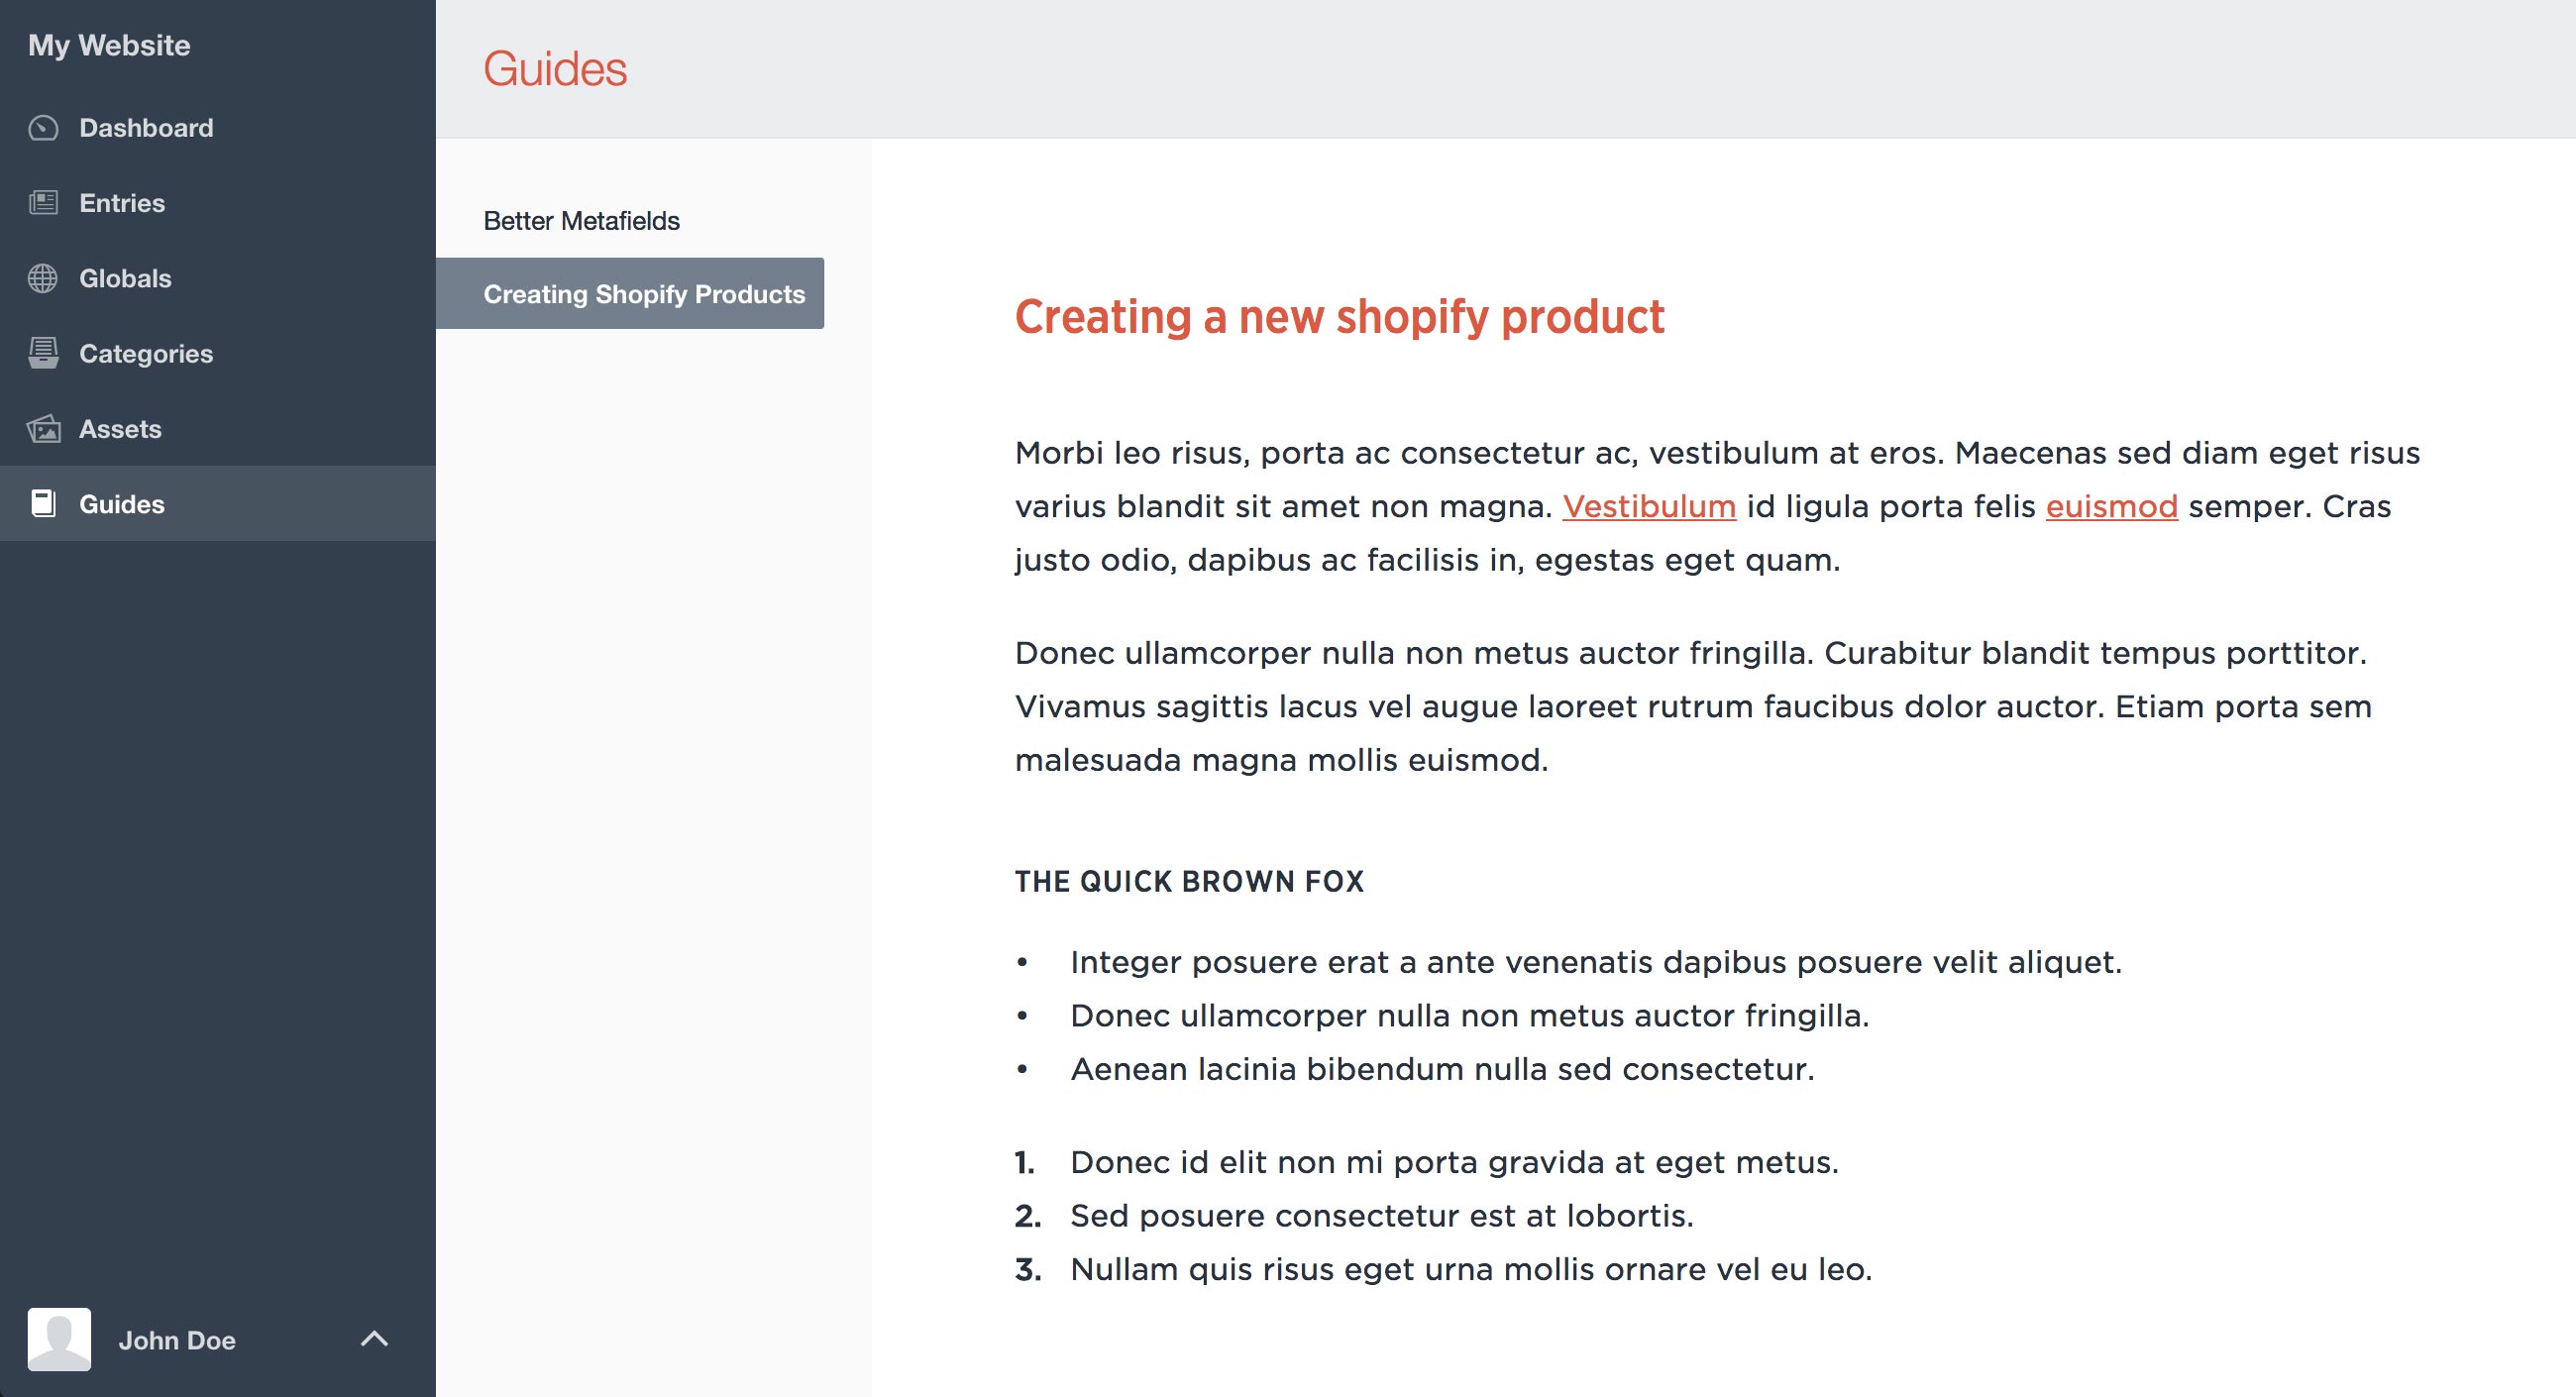 My Website
Dashboard
Entries
Globals
Categories
Assets
Guides
John Doe
Guides
Better Metafields
Creating Shopify Products
Creating a new shopify product
Morbi leo risus, porta ac consectetur ac, vestibulum at eros. Maecenas sed diam eget risus
varius blandit sit amet non magna. Vestibulum id ligula porta felis euismod semper. Cras
justo odio, dapibus ac facilisis in, egestas eget quam.
Donec ullamcorper nulla non metus auctor fringilla. Curabitur blandit tempus porttitor.
Vivamus sagittis lacus vel augue laoreet rutrum faucibus dolor auctor. Etiam porta sem
malesuada magna mollis euismod.
THE QUICK BROWN FOX
• Integer posuere erat a ante venenatis dapibus posuere velit aliquet.
• Donec ullamcorper nulla non metus auctor fringilla.
• Aenean lacinia bibendum nulla sed consectetur.
1. Donec id elit non mi porta gravida at eget metus.
2. Sed posuere consectetur est at lobortis.
3. Nullam quis risus eget urna mollis ornare vel eu leo.